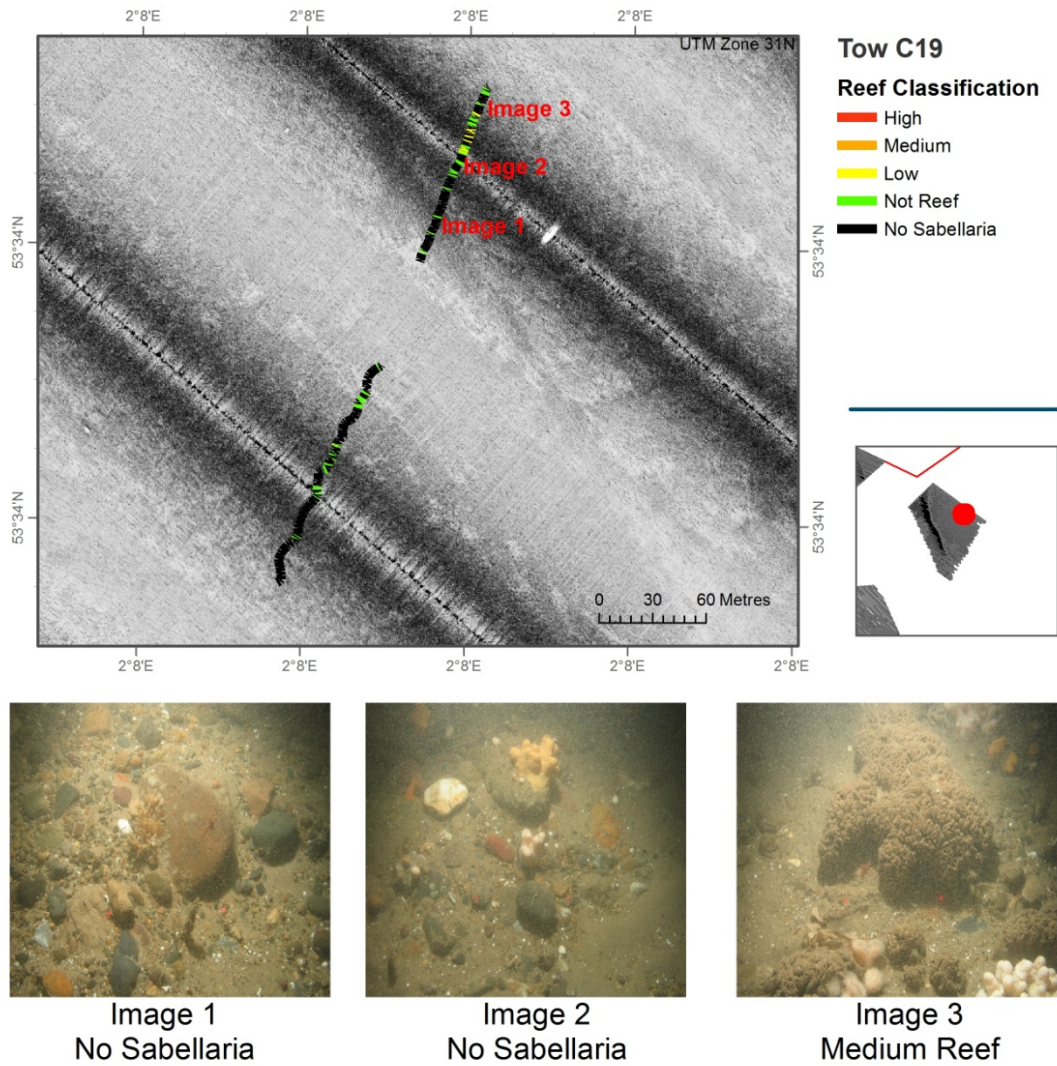 2°8'E 2°8'E 2°8'E 2°8'E
UTM Zone 31N
Tow C19
Reef Classification
High
Medium
Low
Not Reef
No Sabellaria
Image 3
Image 2
Image 1
53°34'N 53°34'N
53°34'N 53°34'N
0 30 60 Metres
2°8'E 2°8'E 2°8'E 2°8'E 2°8'E
Image 1
No Sabellaria
Image 2
No Sabellaria
Image 3
Medium Reef